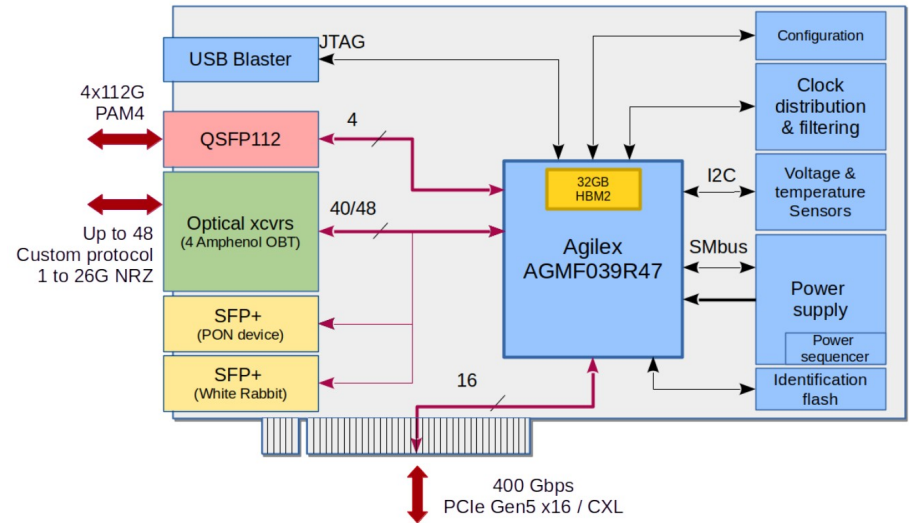 USB Blaster
JTAG
4x112G
PAM4
QSFP112
4
Up to 48
Custom protocol
1 to 26G NRZ
Optical xcvrs
(4 Amphenol OBT)
40/48
SFP+
(PON device)
SFP+
(White Rabbit)
16
400 Gbps
PCIe Gen5 x16 / CXL
32GB
HBM2
Agilex
AGMF039R47
Configuration
Clock
distribution
& filtering
I2C
Voltage &
temperature
Sensors
SMbus
Power
supply
Power
sequencer
Identification
flash